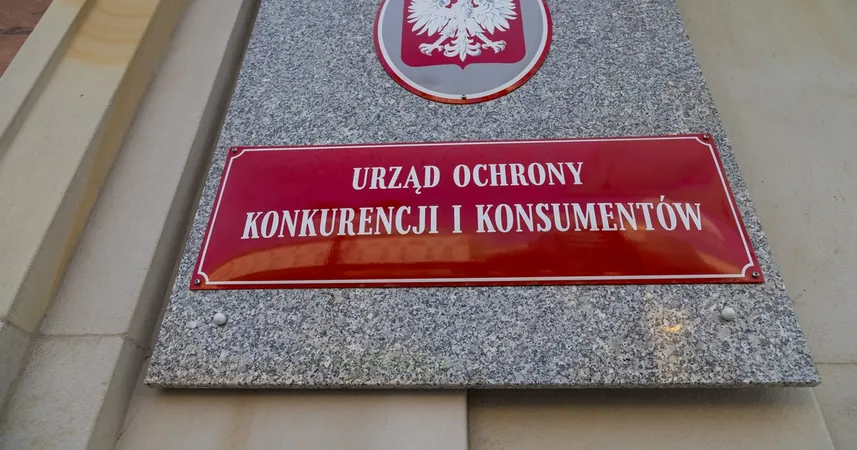 URZĄD OCHRONY
KONKURENCJI I KONSUMENTÓW